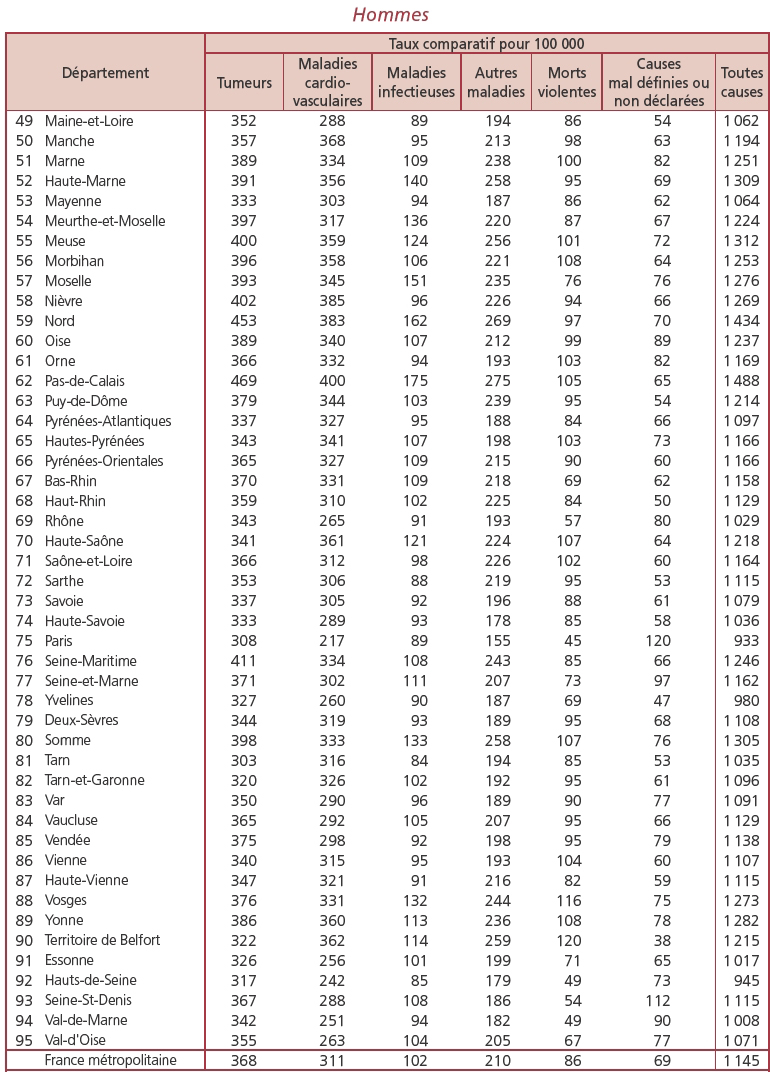 Hommes
Taux comparatif pour 100 000
Département Tumeurs Maladies cardio-vasculaires Maladies infectieuses Autres maladies Morts violentes Causes mal définies ou non déclarées Toutes causes
49 Maine-et-Loire 352 288 89 194 86 54 1 062
50 Manche 357 368 95 213 98 63 1 194
51 Marne 389 334 109 238 100 82 1 251
52 Haute-Marne 391 356 140 258 95 69 1 309
53 Mayenne 333 303 94 187 86 62 1 064
54 Meurthe-et-Moselle 397 317 136 220 87 67 1 224
55 Meuse 400 359 124 256 101 72 1 312
56 Morbihan 396 358 106 221 108 64 1 253
57 Moselle 393 345 151 235 76 76 1 276
58 Nièvre 402 385 96 226 94 66 1 269
59 Nord 453 383 162 269 97 70 1 434
60 Oise 389 340 107 212 99 89 1 237
61 Orne 366 332 94 193 103 82 1 169
62 Pas-de-Calais 469 400 175 275 105 65 1 488
63 Puy-de-Dôme 379 344 103 239 95 54 1 214
64 Pyrénées-Atlantiques 337 327 95 188 84 66 1 097
65 Hautes-Pyrénées 343 341 107 198 103 73 1 166
66 Pyrénées-Orientales 365 327 109 215 90 60 1 166
67 Bas-Rhin 370 331 109 218 69 62 1 158
68 Haut-Rhin 359 310 102 225 84 50 1 129
69 Rhône 343 265 91 193 57 80 1 029
70 Haute-Saône 341 361 121 224 107 64 1 218
71 Saône-et-Loire 366 312 98 226 102 60 1 164
72 Sarthe 353 306 88 219 95 53 1 115
73 Savoie 337 305 92 196 88 61 1 079
74 Haute-Savoie 333 289 93 178 85 58 1 036
75 Paris 308 217 89 155 45 120 933
76 Seine-Maritime 411 334 108 243 85 66 1 246
77 Seine-et-Marne 371 302 111 207 73 97 1 162
78 Yvelines 327 260 90 187 69 47 980
79 Deux-Sèvres 344 319 93 189 95 68 1 108
80 Somme 398 333 133 258 107 76 1 305
81 Tarn 303 316 84 194 85 53 1 035
82 Tarn-et-Garonne 320 326 102 192 95 61 1 096
83 Var 350 290 96 189 90 77 1 091
84 Vaucluse 365 292 105 207 95 66 1 129
85 Vendée 375 298 92 198 95 79 1 138
86 Vienne 340 315 95 193 104 60 1 107
87 Haute-Vienne 347 321 91 216 82 59 1 115
88 Vosges 376 331 132 244 116 75 1 273
89 Yonne 386 360 113 236 108 78 1 282
90 Territoire de Belfort 322 362 114 259 120 38 1 215
91 Essonne 326 256 101 199 71 65 1 017
92 Hauts-de-Seine 317 242 85 179 49 73 945
93 Seine-St-Denis 367 288 108 186 54 112 1 115
94 Val-de-Marne 342 251 94 182 49 90 1 008
95 Val-d'Oise 355 263 104 205 67 77 1 071
France métropolitaine 368 311 102 210 86 69 1 145